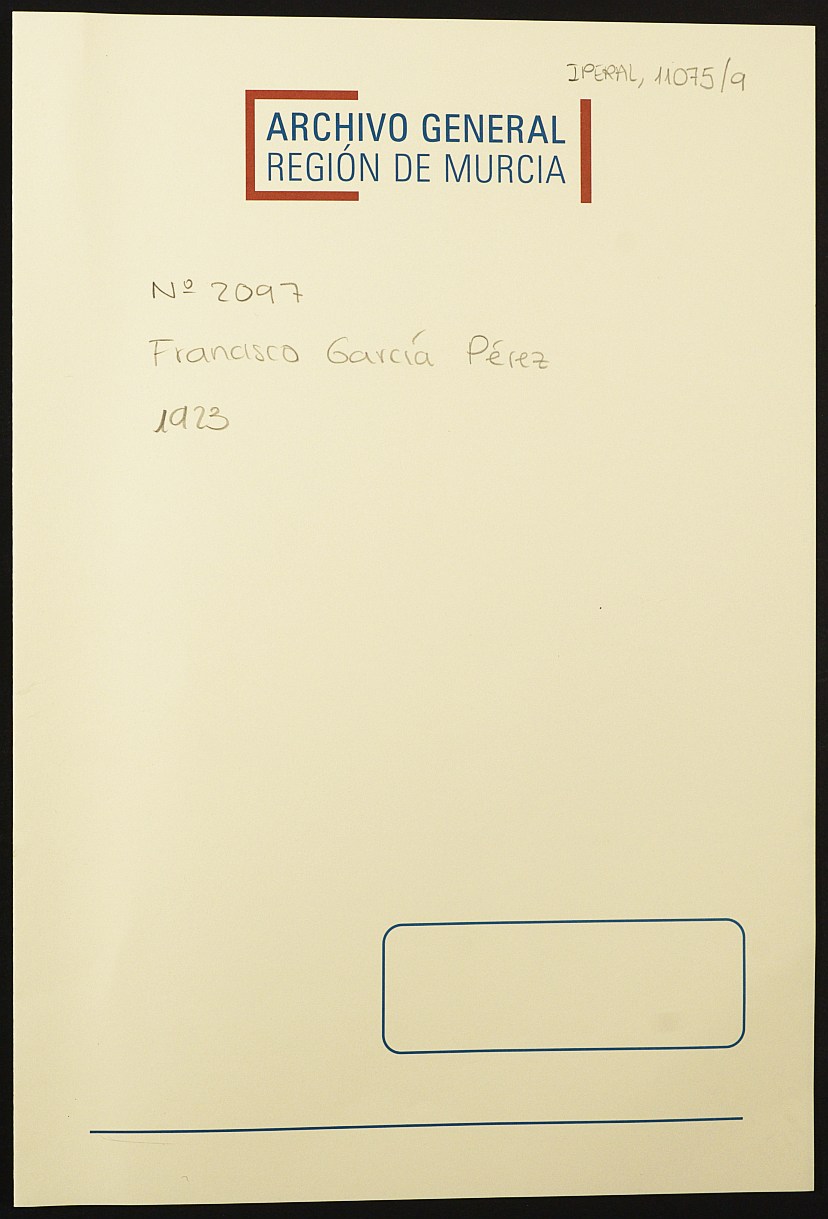 IPERAL, 11075/9
ARCHIVO GENERAL
REGIÓN DE MURCIA
Nº 2097
Francisco García Pérez
1923